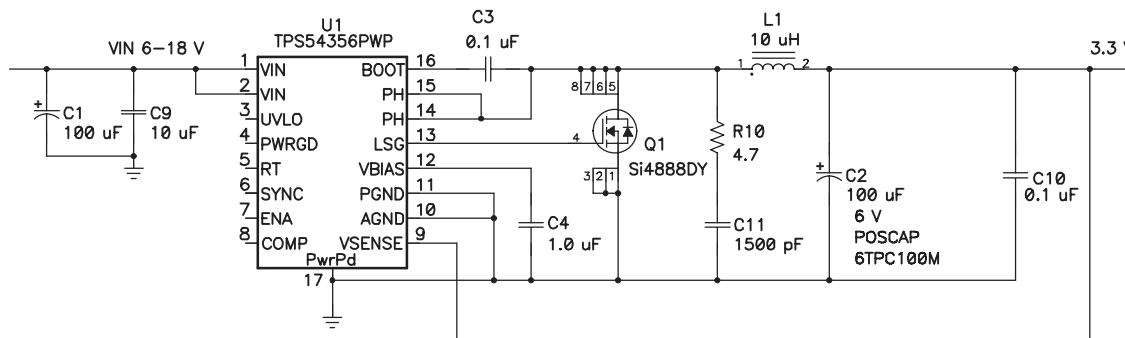 VIN 6-18 V
+
C1
100 uF
C9
10 uF
U1
TPS54356PWP
1 VIN
2 VIN
3 UVLO
4 PWRGD
5 RT
6 SYNC
7 ENA
8 COMP
BOOT 16
PH 15
PH 14
LSG 13
VBIAS 12
PGND 11
AGND 10
VSENSE 9
PwrPd
17
C3
0.1 uF
C4
1.0 uF
8 7 6 5
4
3 2 1
Q1
Si4888DY
R10
4.7
C11
1500 pF
L1
10 uH
1 2
+
C2
100 uF
6 V
POSCAP
6TPC100M
C10
0.1 uF
3.3 V